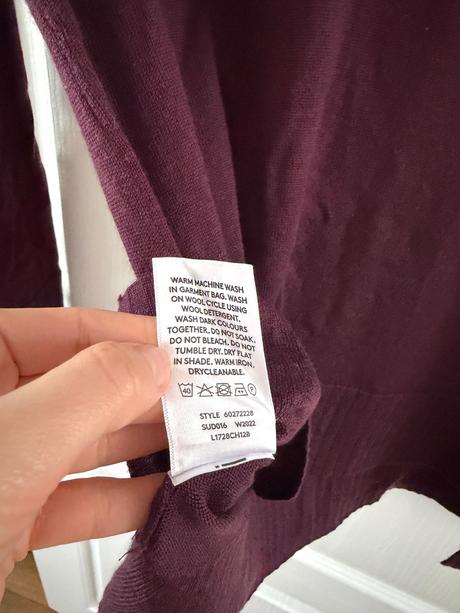 WARM MACHINE WASH
IN GARMENT BAG. WASH
ON WOOL CYCLE USING
WOOL DETERGENT.
WASH DARK COLOURS
TOGETHER. DO NOT SOAK.
DO NOT BLEACH. DO NOT
TUMBLE DRY. DRY FLAT
IN SHADE. WARM IRON.
DRYCLEANABLE.
40 P
STYLE 60272228
SUD016 W2022
L1728CH12B